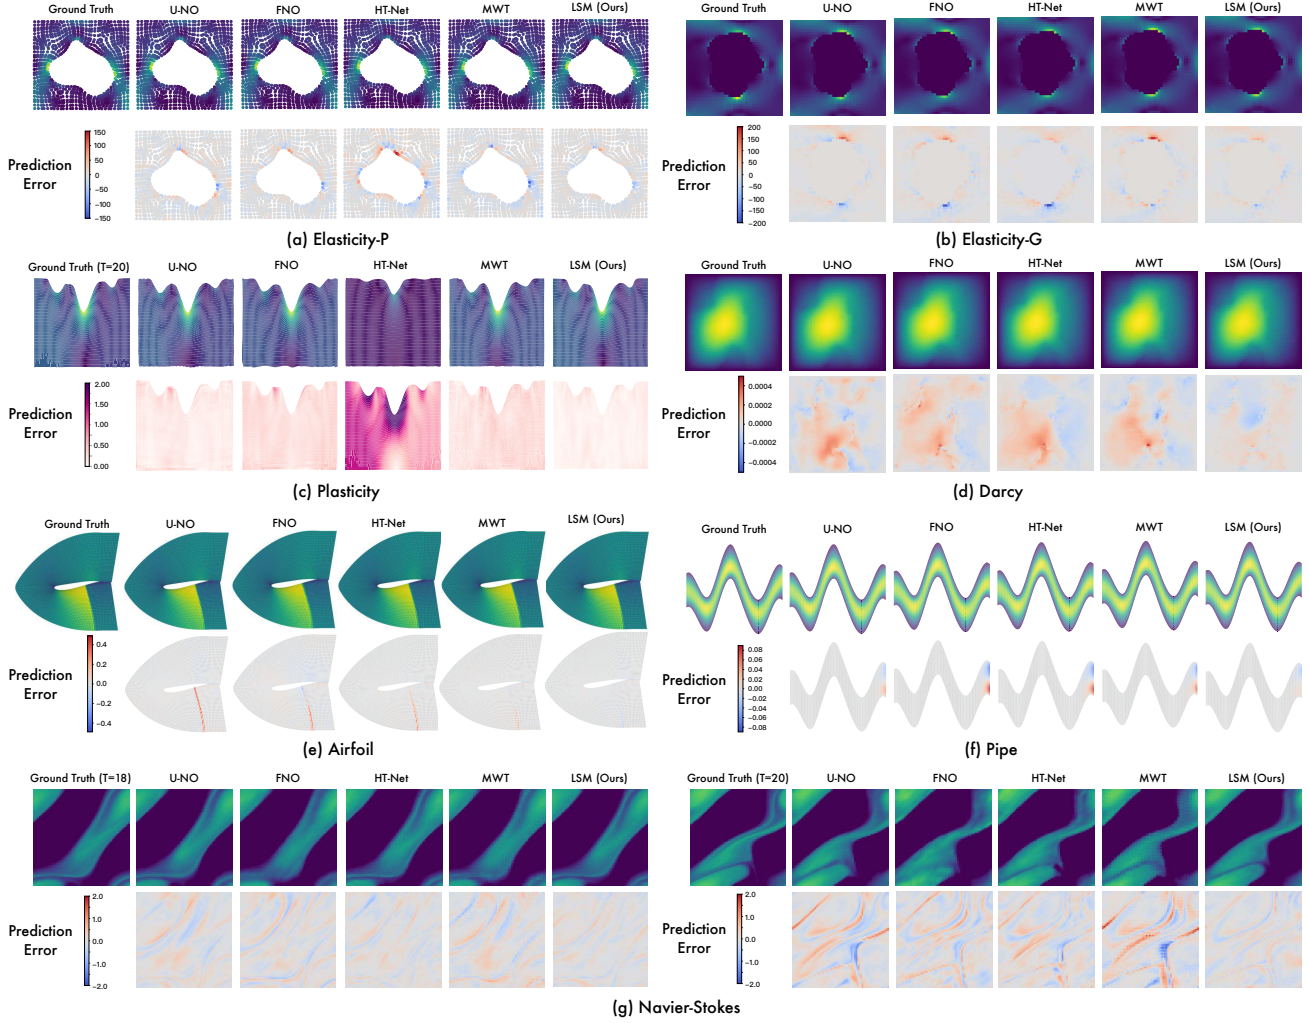 Ground Truth U-NO FNO HT-Net MWT LSM (Ours)
Prediction Error
150
100
50
0
−50
−100
−150
(a) Elasticity-P
Ground Truth U-NO FNO HT-Net MWT LSM (Ours)
Prediction Error
200
150
100
50
0
−50
−100
−150
−200
(b) Elasticity-G
Ground Truth (T=20) U-NO FNO HT-Net MWT LSM (Ours)
Prediction Error
2.00
1.50
1.00
0.50
0.00
(c) Plasticity
Ground Truth U-NO FNO HT-Net MWT LSM (Ours)
Prediction Error
0.0004
0.0002
0.0000
−0.0002
−0.0004
(d) Darcy
Ground Truth U-NO FNO HT-Net MWT LSM (Ours)
Prediction Error
0.4
0.2
0.0
−0.2
−0.4
(e) Airfoil
Ground Truth U-NO FNO HT-Net MWT LSM (Ours)
Prediction Error
0.08
0.06
0.04
0.02
0.00
−0.02
−0.04
−0.06
−0.08
(f) Pipe
Ground Truth (T=18) U-NO FNO HT-Net MWT LSM (Ours)
Prediction Error
2.0
1.0
0.0
−1.0
−2.0
Ground Truth (T=20) U-NO FNO HT-Net MWT LSM (Ours)
Prediction Error
2.0
1.0
0.0
−1.0
−2.0
(g) Navier-Stokes